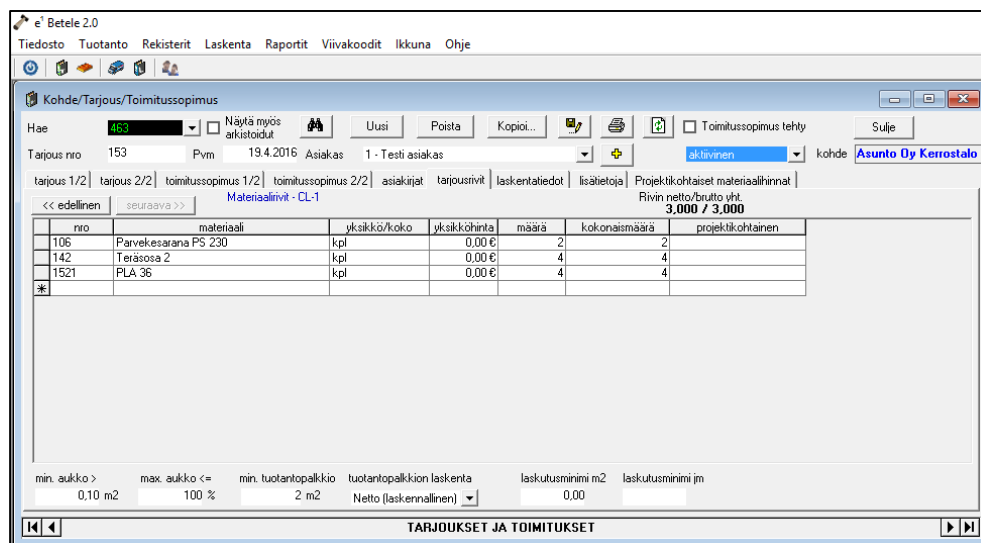 e¹ Betele 2.0
Tiedosto Tuotanto Rekisterit Laskenta Raportit Viivakoodit Ikkuna Ohje
Kohde/Tarjous/Toimitussopimus
Hae 463 Näytä myös arkistoidut Uusi Poista Kopioi... Toimitussopimus tehty Sulje
Tarjous nro 153 Pvm 19.4.2016 Asiakas 1 - Testi asiakas aktiivinen kohde Asunto Oy Kerrostalo
tarjous 1/2 tarjous 2/2 toimitussopimus 1/2 toimitussopimus 2/2 asiakirjat tarjousrivit laskentatiedot lisätietoja Projektikohtaiset materiaalihinnat
<< edellinen seuraava >> Materiaalirivit - CL-1 Rivin netto/brutto yht.
3,000 / 3,000
nro materiaali yksikkö/koko yksikköhinta määrä kokonaismäärä projektikohtainen
106 Parvekesarana PS 230 kpl 0,00 € 2 2
142 Teräsosa 2 kpl 0,00 € 4 4
1521 PLA 36 kpl 0,00 € 4 4
min. aukko > max. aukko <= min. tuotantopalkkio tuotantopalkkion laskenta laskutusminimi m2 laskutusminimi jm
0,10 m2 100 % 2 m2 Netto (laskennallinen) 0,00
TARJOUKSET JA TOIMITUKSET